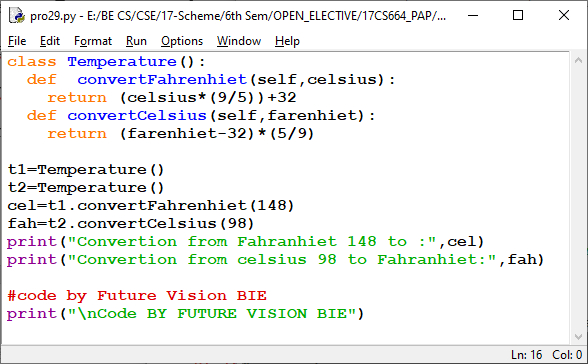 pro29.py - E:/BE CS/CSE/17-Scheme/6th Sem/OPEN_ELECTIVE/17CS664_PAP/...
File Edit Format Run Options Window Help
class Temperature():
  def  convertFahrenhiet(self,celsius):
    return (celsius*(9/5))+32
  def convertCelsius(self,farenhiet):
    return (farenhiet-32)*(5/9)

t1=Temperature()
t2=Temperature()
cel=t1.convertFahrenhiet(148)
fah=t2.convertCelsius(98)
print("Convertion from Fahranhiet 148 to :",cel)
print("Convertion from celsius 98 to Fahranhiet:",fah)

#code by Future Vision BIE
print("\nCode BY FUTURE VISION BIE")
Ln: 16 Col: 0